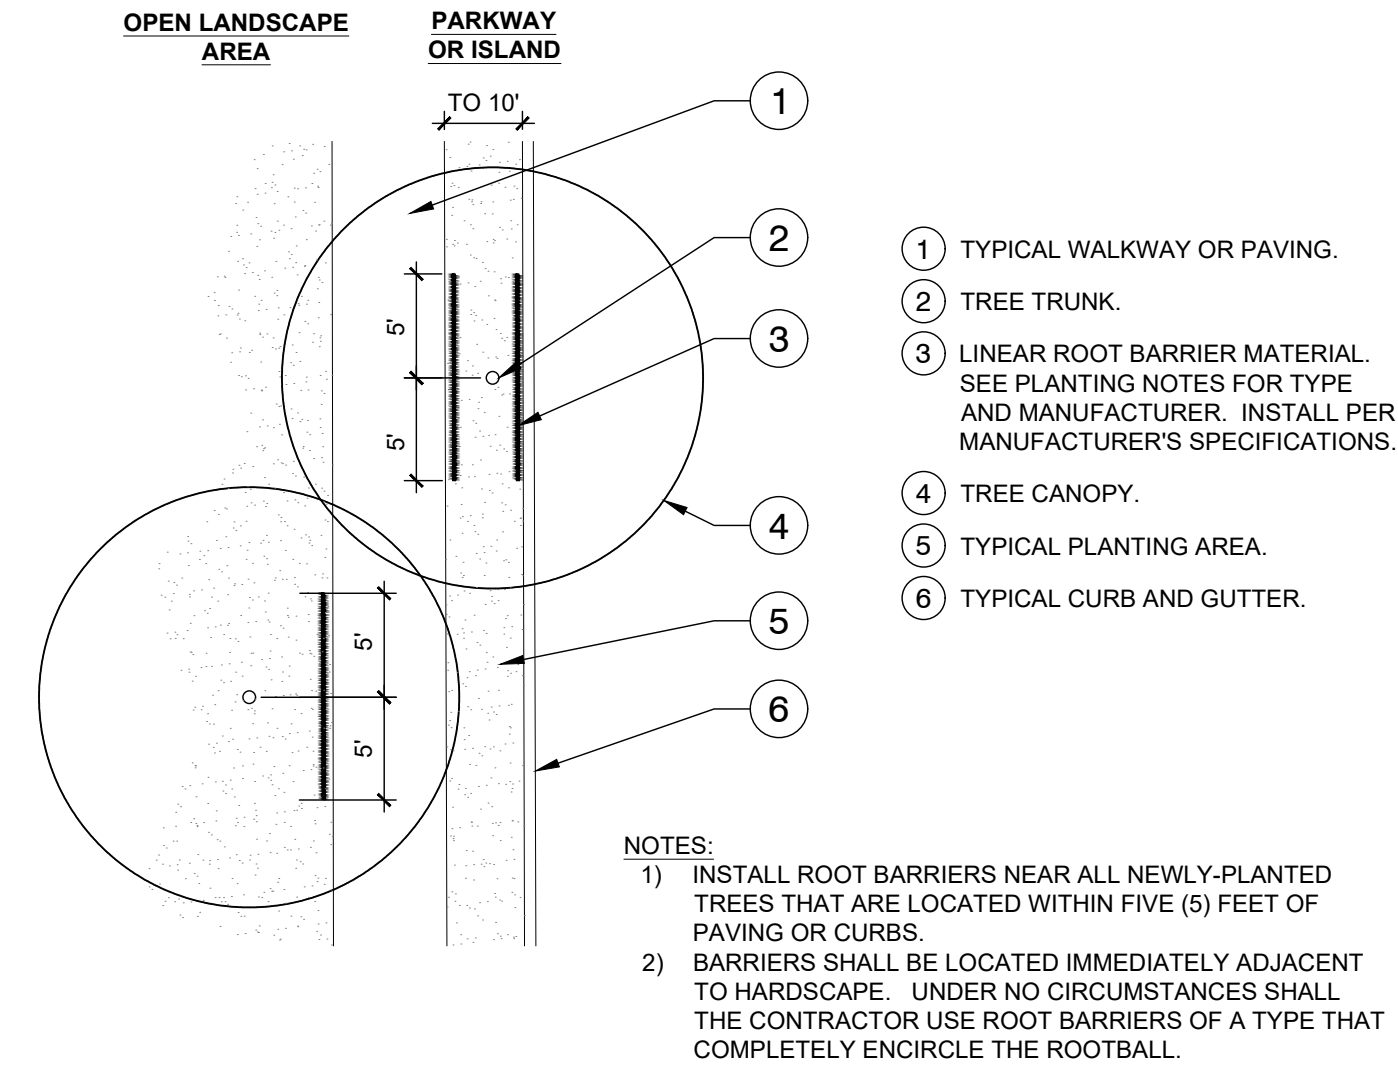 OPEN LANDSCAPE
AREA
PARKWAY
OR ISLAND
TO 10'
1
2
3
4
5
6
5'
5'
5'
5'
1 TYPICAL WALKWAY OR PAVING.
2 TREE TRUNK.
3 LINEAR ROOT BARRIER MATERIAL.
SEE PLANTING NOTES FOR TYPE
AND MANUFACTURER. INSTALL PER
MANUFACTURER'S SPECIFICATIONS.
4 TREE CANOPY.
5 TYPICAL PLANTING AREA.
6 TYPICAL CURB AND GUTTER.
NOTES:
1) INSTALL ROOT BARRIERS NEAR ALL NEWLY-PLANTED
TREES THAT ARE LOCATED WITHIN FIVE (5) FEET OF
PAVING OR CURBS.
2) BARRIERS SHALL BE LOCATED IMMEDIATELY ADJACENT
TO HARDSCAPE. UNDER NO CIRCUMSTANCES SHALL
THE CONTRACTOR USE ROOT BARRIERS OF A TYPE THAT
COMPLETELY ENCIRCLE THE ROOTBALL.